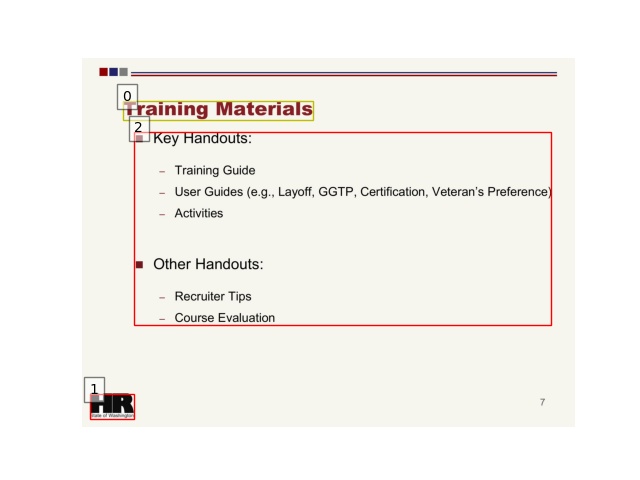 0
Training Materials
2
Key Handouts:
– Training Guide
– User Guides (e.g., Layoff, GGTP, Certification, Veteran's Preference)
– Activities
Other Handouts:
– Recruiter Tips
– Course Evaluation
1
HR
State of Washington
7